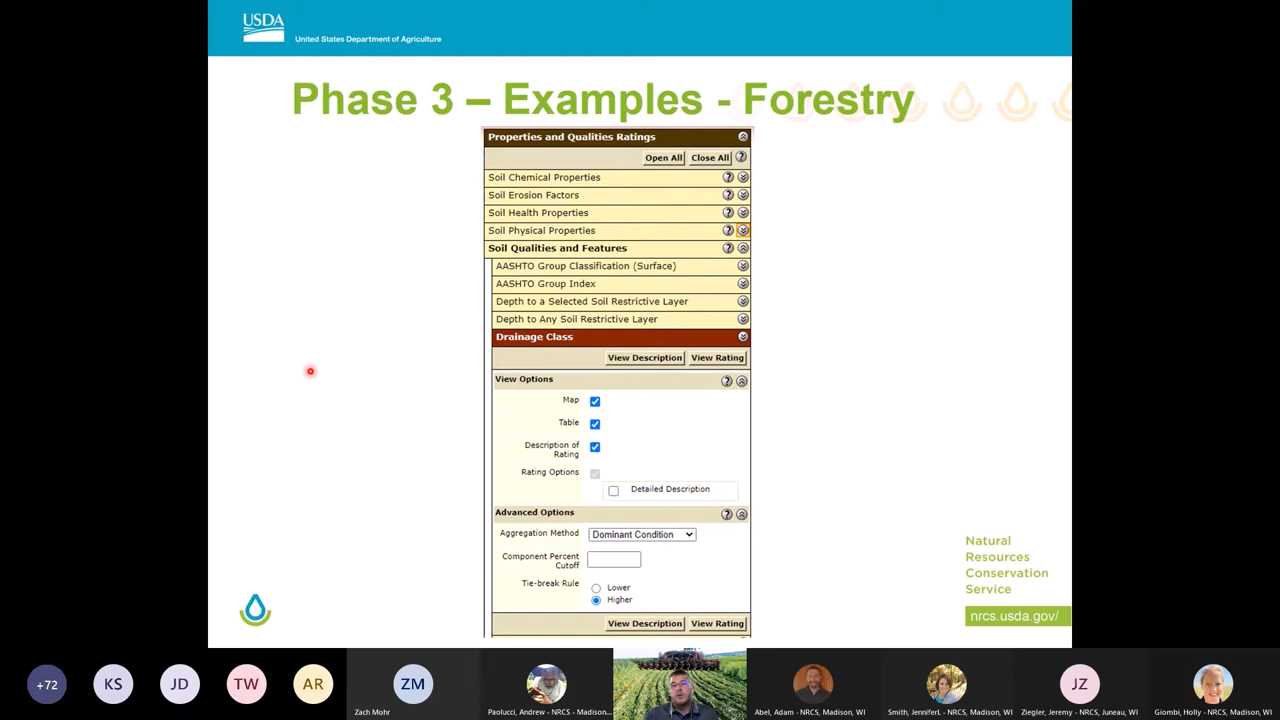 USDA
United States Department of Agriculture
Phase 3 – Examples - Forestry
Properties and Qualities Ratings
Open All Close All ?
Soil Chemical Properties ?
Soil Erosion Factors ?
Soil Health Properties ?
Soil Physical Properties ?
Soil Qualities and Features ?
AASHTO Group Classification (Surface)
AASHTO Group Index
Depth to a Selected Soil Restrictive Layer
Depth to Any Soil Restrictive Layer
Drainage Class
View Description View Rating
View Options ?
Map
Table
Description of
Rating
Rating Options
Detailed Description
Advanced Options ?
Aggregation Method Dominant Condition
Component Percent
Cutoff
Tie-break Rule Lower
Higher
View Description View Rating
Natural
Resources
Conservation
Service
nrcs.usda.gov/
+72 KS JD TW AR ZM JZ
Zach Mohr
Paolucci, Andrew - NRCS - Madison...
Abel, Adam - NRCS, Madison, WI
Smith, JenniferL - NRCS, Madison, WI
Ziegler, Jeremy - NRCS, Juneau, WI
Giombi, Holly - NRCS, Madison, WI